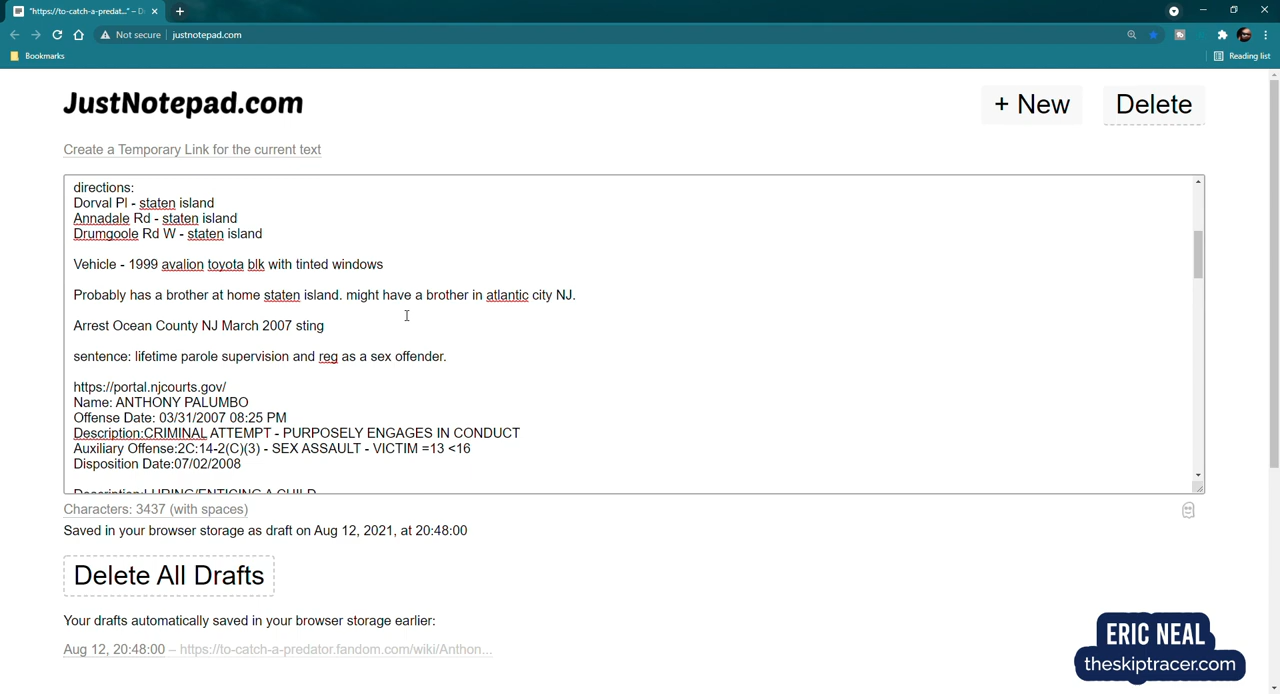 "https://to-catch-a-predat..." – D
Not secure
justnotepad.com
Bookmarks
Reading list
JustNotepad.com
+ New
Delete
Create a Temporary Link for the current text
directions:
Dorval Pl - staten island
Annadale Rd - staten island
Drumgoole Rd W - staten island
Vehicle - 1999 avalion toyota blk with tinted windows
Probably has a brother at home staten island. might have a brother in atlantic city NJ.
Arrest Ocean County NJ March 2007 sting
sentence: lifetime parole supervision and reg as a sex offender.
https://portal.njcourts.gov/
Name: ANTHONY PALUMBO
Offense Date: 03/31/2007 08:25 PM
Description:CRIMINAL ATTEMPT - PURPOSELY ENGAGES IN CONDUCT
Auxiliary Offense:2C:14-2(C)(3) - SEX ASSAULT - VICTIM =13 <16
Disposition Date:07/02/2008
Description:LURING/ENTICING A CHILD
Characters: 3437 (with spaces)
Saved in your browser storage as draft on Aug 12, 2021, at 20:48:00
Delete All Drafts
Your drafts automatically saved in your browser storage earlier:
Aug 12, 20:48:00 – https://to-catch-a-predator.fandom.com/wiki/Anthon...
ERIC NEAL
theskiptracer.com